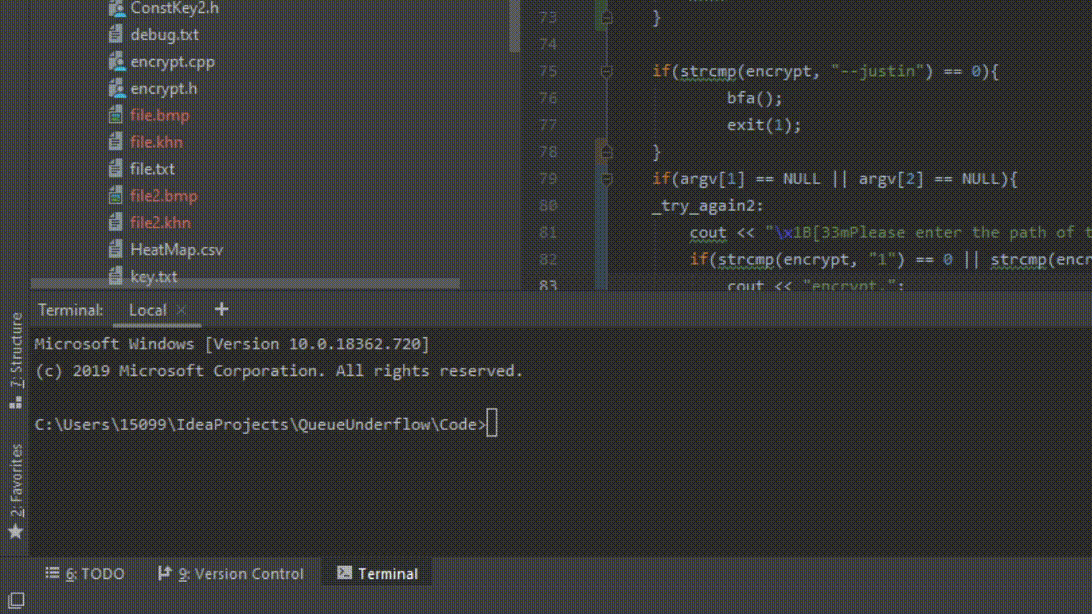 ConstKey2.h
debug.txt
encrypt.cpp
encrypt.h
file.bmp
file.khn
file.txt
file2.bmp
file2.khn
HeatMap.csv
key.txt
73 }
74
75 if(strcmp(encrypt, "--justin") == 0){
76 bfa();
77 exit(1);
78 }
79 if(argv[1] == NULL || argv[2] == NULL){
80 _try_again2:
81 cout << "\x1B[33mPlease enter the path of t
82 if(strcmp(encrypt, "1") == 0 || strcmp(encr
83 cout << "encrypt.";
Terminal: Local × +
Microsoft Windows [Version 10.0.18362.720]
(c) 2019 Microsoft Corporation. All rights reserved.
C:\Users\15099\IdeaProjects\QueueUnderflow\Code>
7: Structure
2: Favorites
6: TODO 9: Version Control Terminal